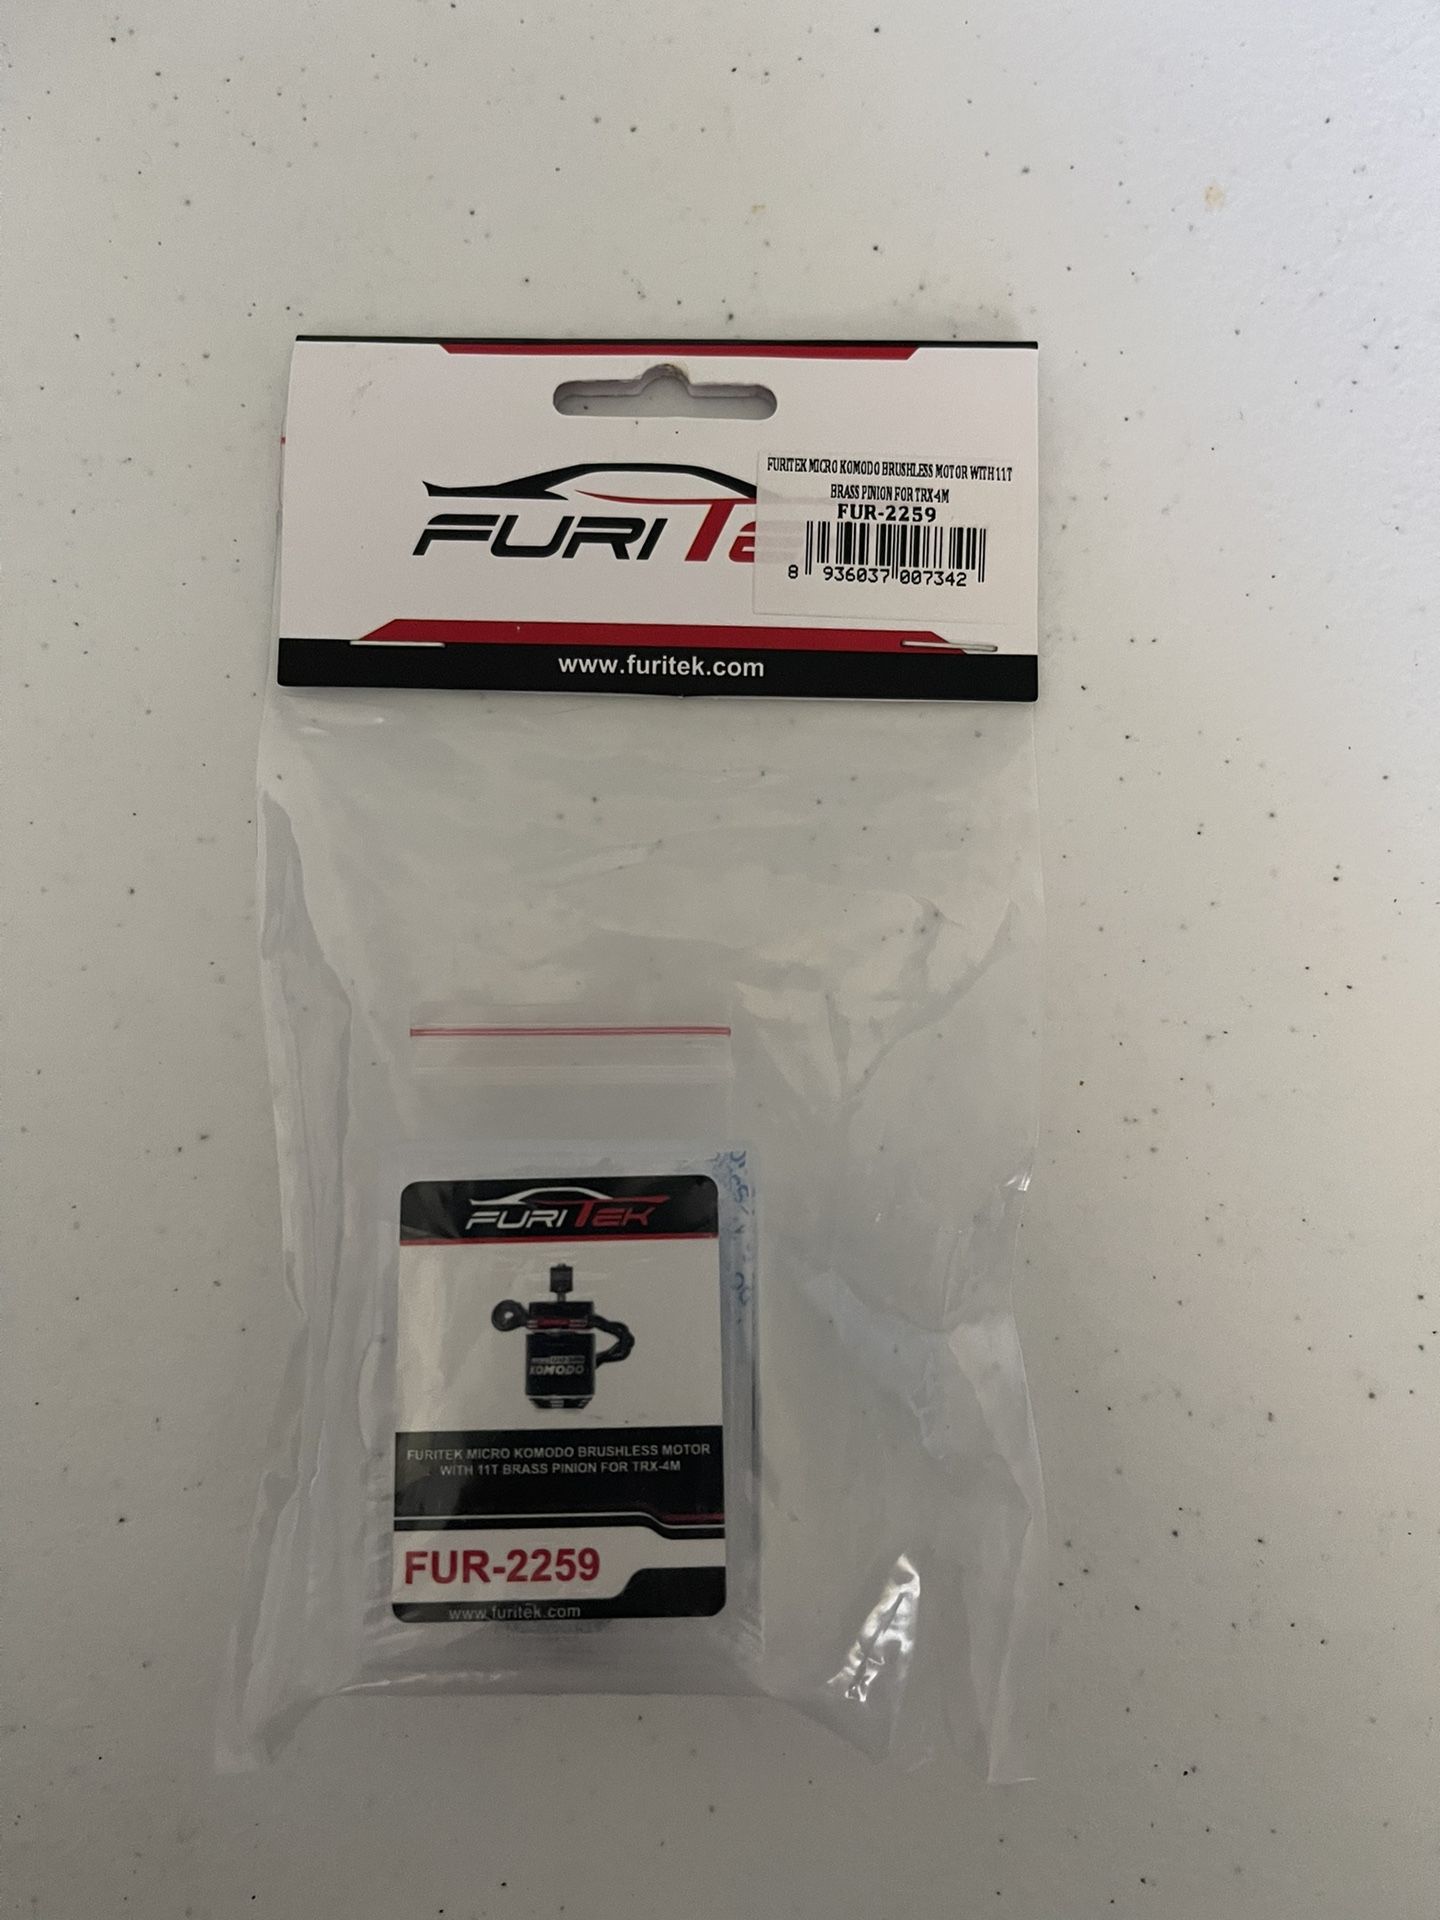 FURITEK MICRO KOMODO BRUSHLESS MOTOR WITH 11T
BRASS PINION FOR TRX-4M
FUR-2259
FURITE
8 936037 007342
www.furitek.com
FURITEK
KOMODO
FURITEK MICRO KOMODO BRUSHLESS MOTOR
WITH 11T BRASS PINION FOR TRX-4M
FUR-2259
www.furitek.com